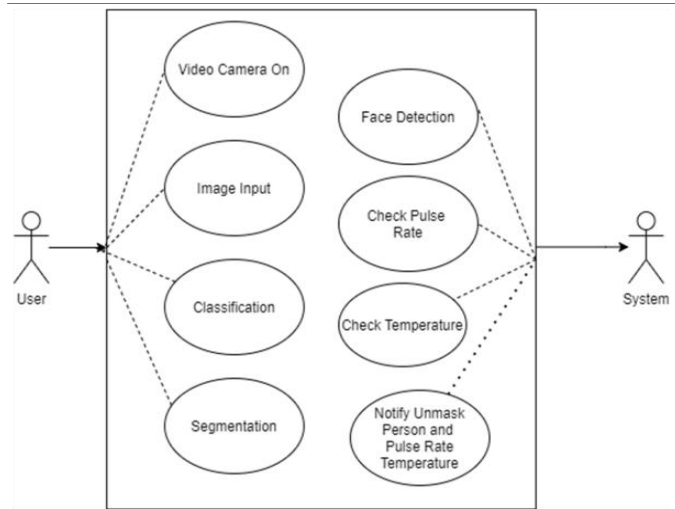 Video Camera On
Image Input
Classification
Segmentation
Face Detection
Check Pulse
Rate
Check Temperature
Notify Unmask
Person and
Pulse Rate
Temperature
User
System